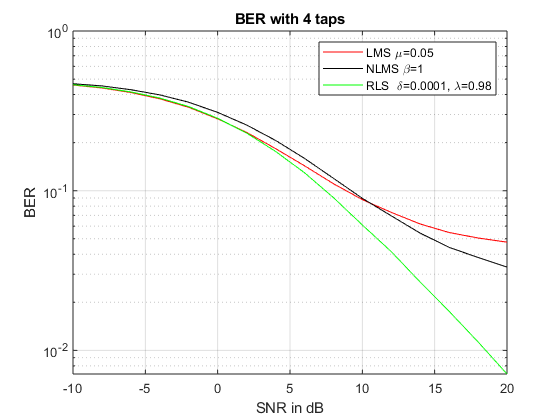 BER with 4 taps
LMS μ=0.05
NLMS β=1
RLS δ=0.0001, λ=0.98
BER
10^0
10^-1
10^-2
-10 -5 0 5 10 15 20
SNR in dB